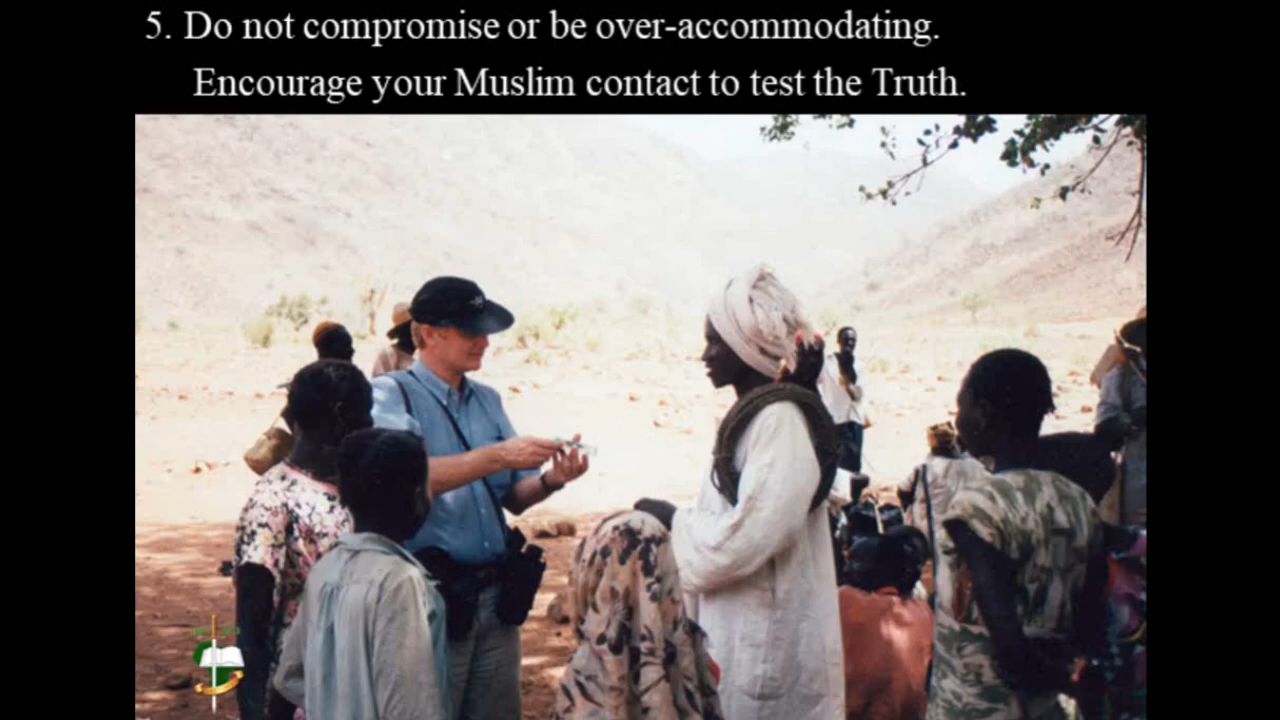 5. Do not compromise or be over-accommodating.
Encourage your Muslim contact to test the Truth.